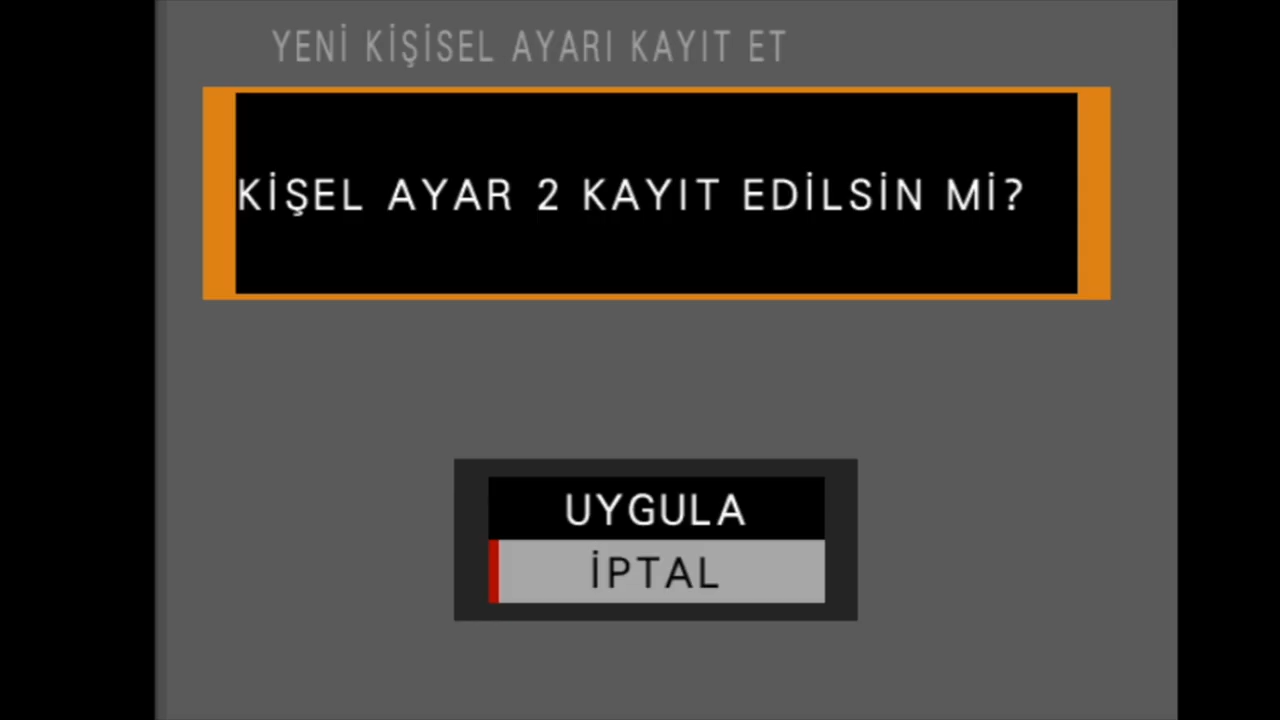 YENİ KİŞİSEL AYARI KAYIT ET
KİŞEL AYAR 2 KAYIT EDİLSİN Mİ?
UYGULA
İPTAL